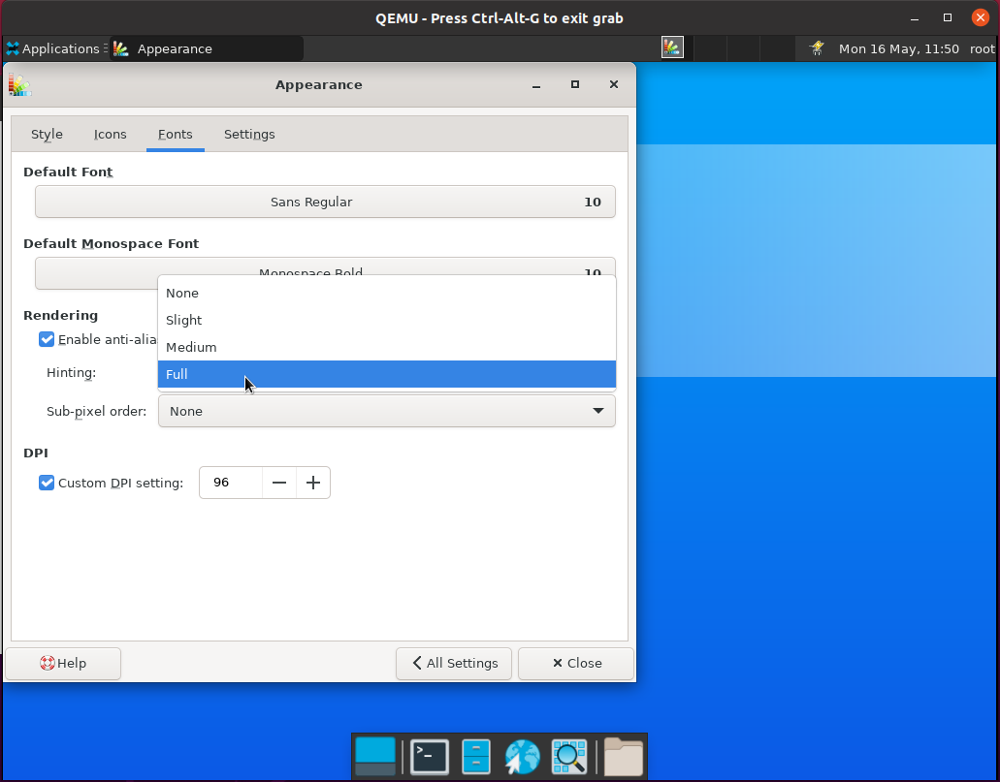 QEMU - Press Ctrl-Alt-G to exit grab
Applications Appearance Mon 16 May, 11:50 root
Appearance
Style Icons Fonts Settings
Default Font
Sans Regular 10
Default Monospace Font
Monospace Bold 10
Rendering
None
Slight
Enable anti-alia
Medium
Hinting: Full
Sub-pixel order: None
DPI
Custom DPI setting: 96
Help All Settings Close